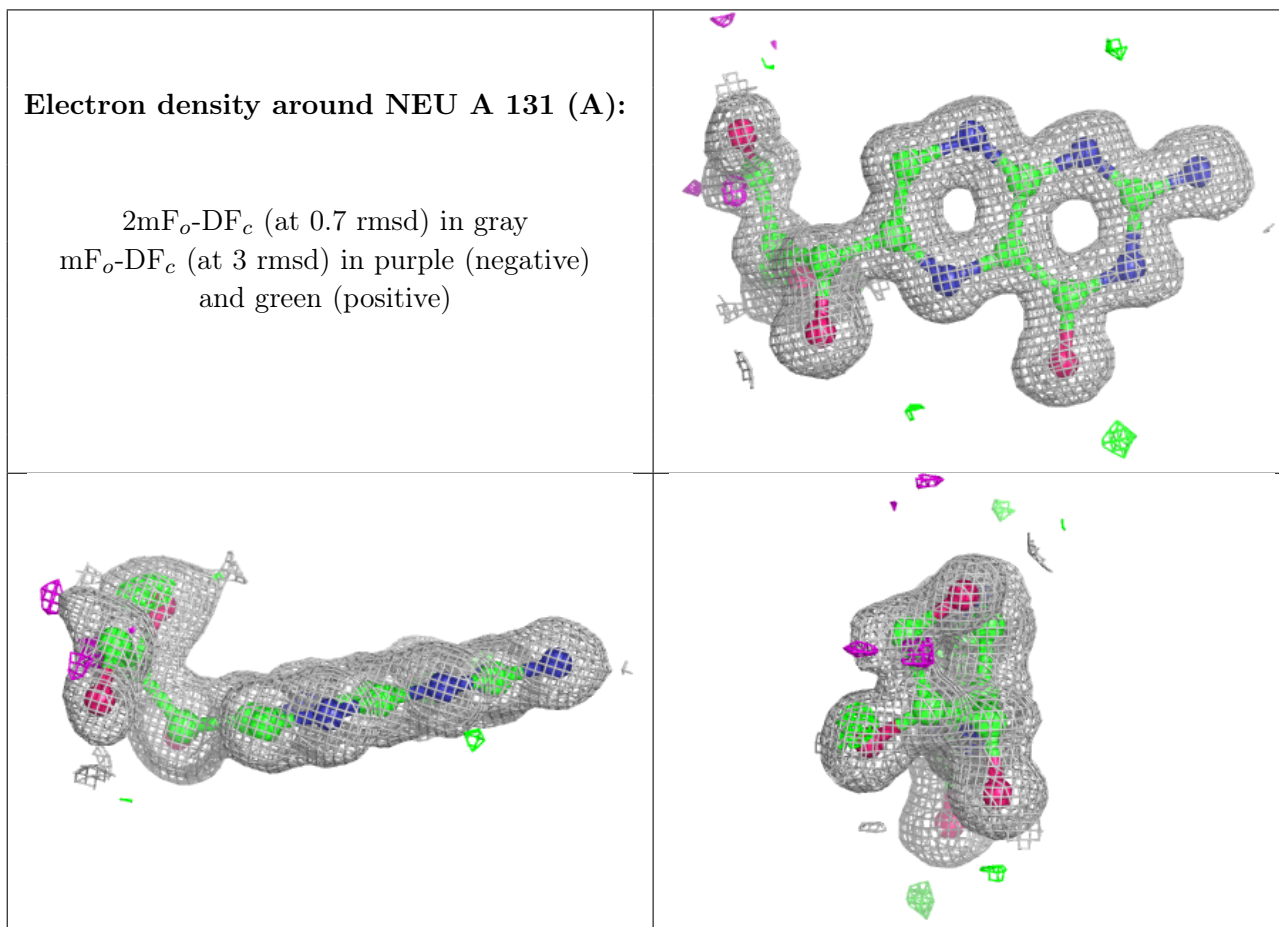 Electron density around NEU A 131 (A):
2mFₒ-DF𝒸 (at 0.7 rmsd) in gray
mFₒ-DF𝒸 (at 3 rmsd) in purple (negative)
and green (positive)